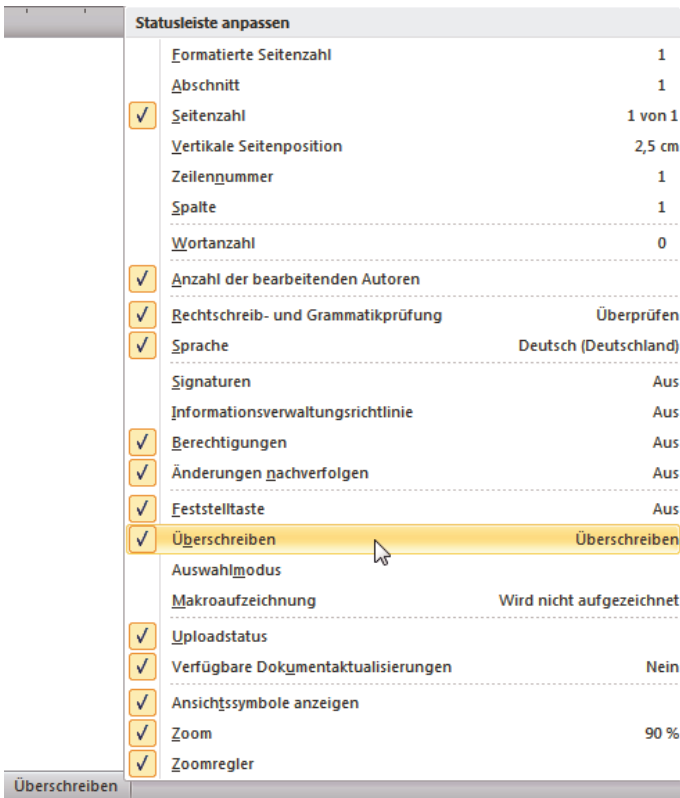 Statusleiste anpassen
Formatierte Seitenzahl 1
Abschnitt 1
Seitenzahl 1 von 1
Vertikale Seitenposition 2,5 cm
Zeilennummer 1
Spalte 1
Wortanzahl 0
Anzahl der bearbeitenden Autoren
Rechtschreib- und Grammatikprüfung Überprüfen
Sprache Deutsch (Deutschland)
Signaturen Aus
Informationsverwaltungsrichtlinie Aus
Berechtigungen Aus
Änderungen nachverfolgen Aus
Feststelltaste Aus
Überschreiben Überschreiben
Auswahlmodus
Makroaufzeichnung Wird nicht aufgezeichnet
Uploadstatus
Verfügbare Dokumentaktualisierungen Nein
Ansichtssymbole anzeigen
Zoom 90 %
Zoomregler
Überschreiben